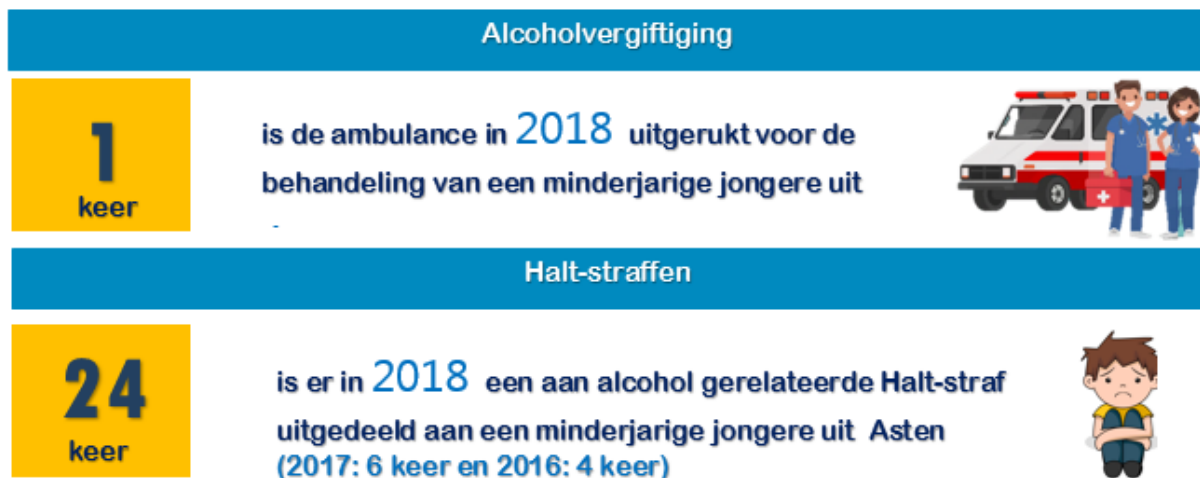 Alcoholvergiftiging
1
keer
is de ambulance in 2018 uitgerukt voor de
behandeling van een minderjarige jongere uit
Halt-straffen
24
keer
is er in 2018 een aan alcohol gerelateerde Halt-straf
uitgedeeld aan een minderjarige jongere uit Asten
(2017: 6 keer en 2016: 4 keer)